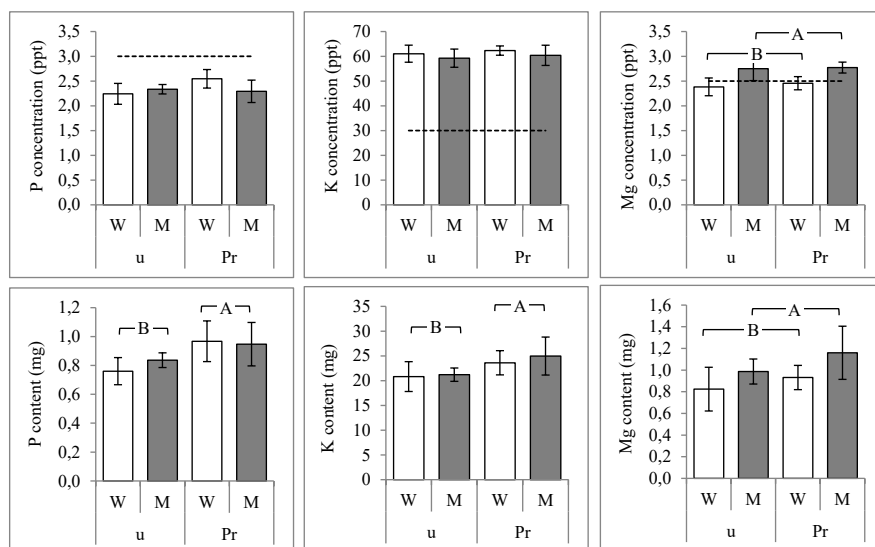 P concentration (ppt)
3,5
3,0
2,5
2,0
1,5
1,0
0,5
0,0
W M W M
u Pr
K concentration (ppt)
70
60
50
40
30
20
10
0
W M W M
u Pr
Mg concentration (ppt)
3,5
3,0
2,5
2,0
1,5
1,0
0,5
0,0
A
B
W M W M
u Pr
P content (mg)
1,2
1,0
0,8
0,6
0,4
0,2
0,0
B A
W M W M
u Pr
K content (mg)
35
30
25
20
15
10
5
0
B A
W M W M
u Pr
Mg content (mg)
1,6
1,4
1,2
1,0
0,8
0,6
0,4
0,2
0,0
A
B
W M W M
u Pr